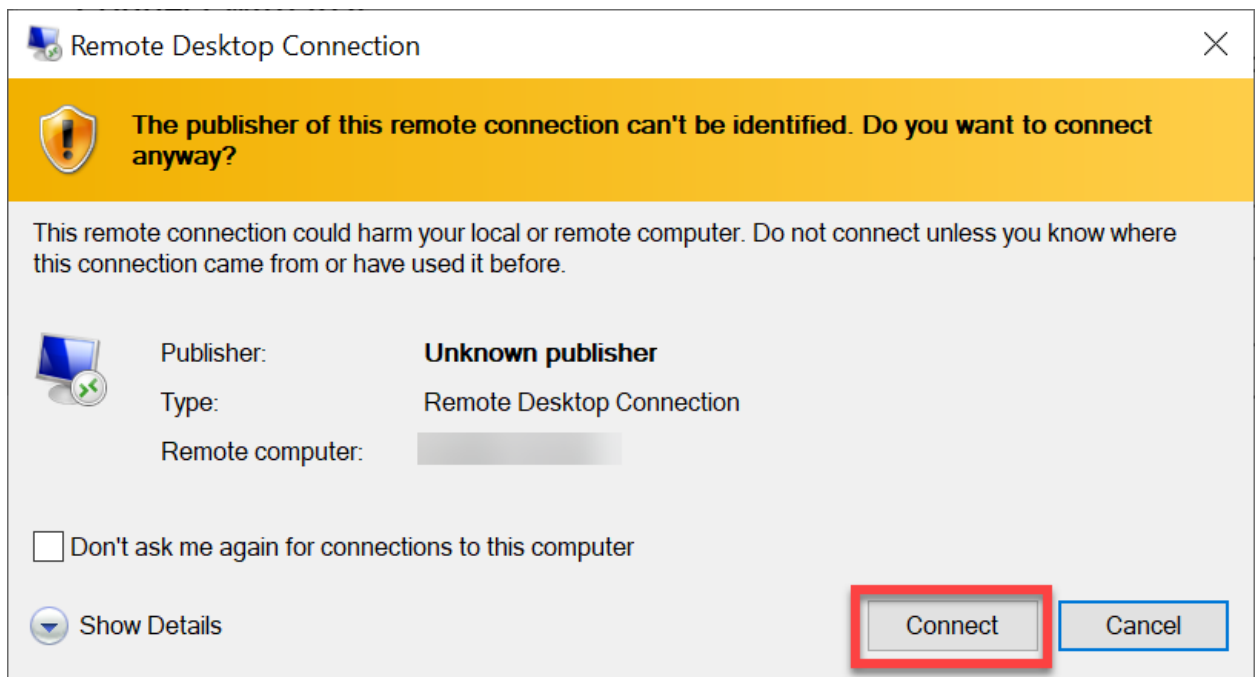 Remote Desktop Connection
The publisher of this remote connection can't be identified. Do you want to connect
anyway?
This remote connection could harm your local or remote computer. Do not connect unless you know where
this connection came from or have used it before.
Publisher: Unknown publisher
Type: Remote Desktop Connection
Remote computer:
Don't ask me again for connections to this computer
Show Details Connect Cancel